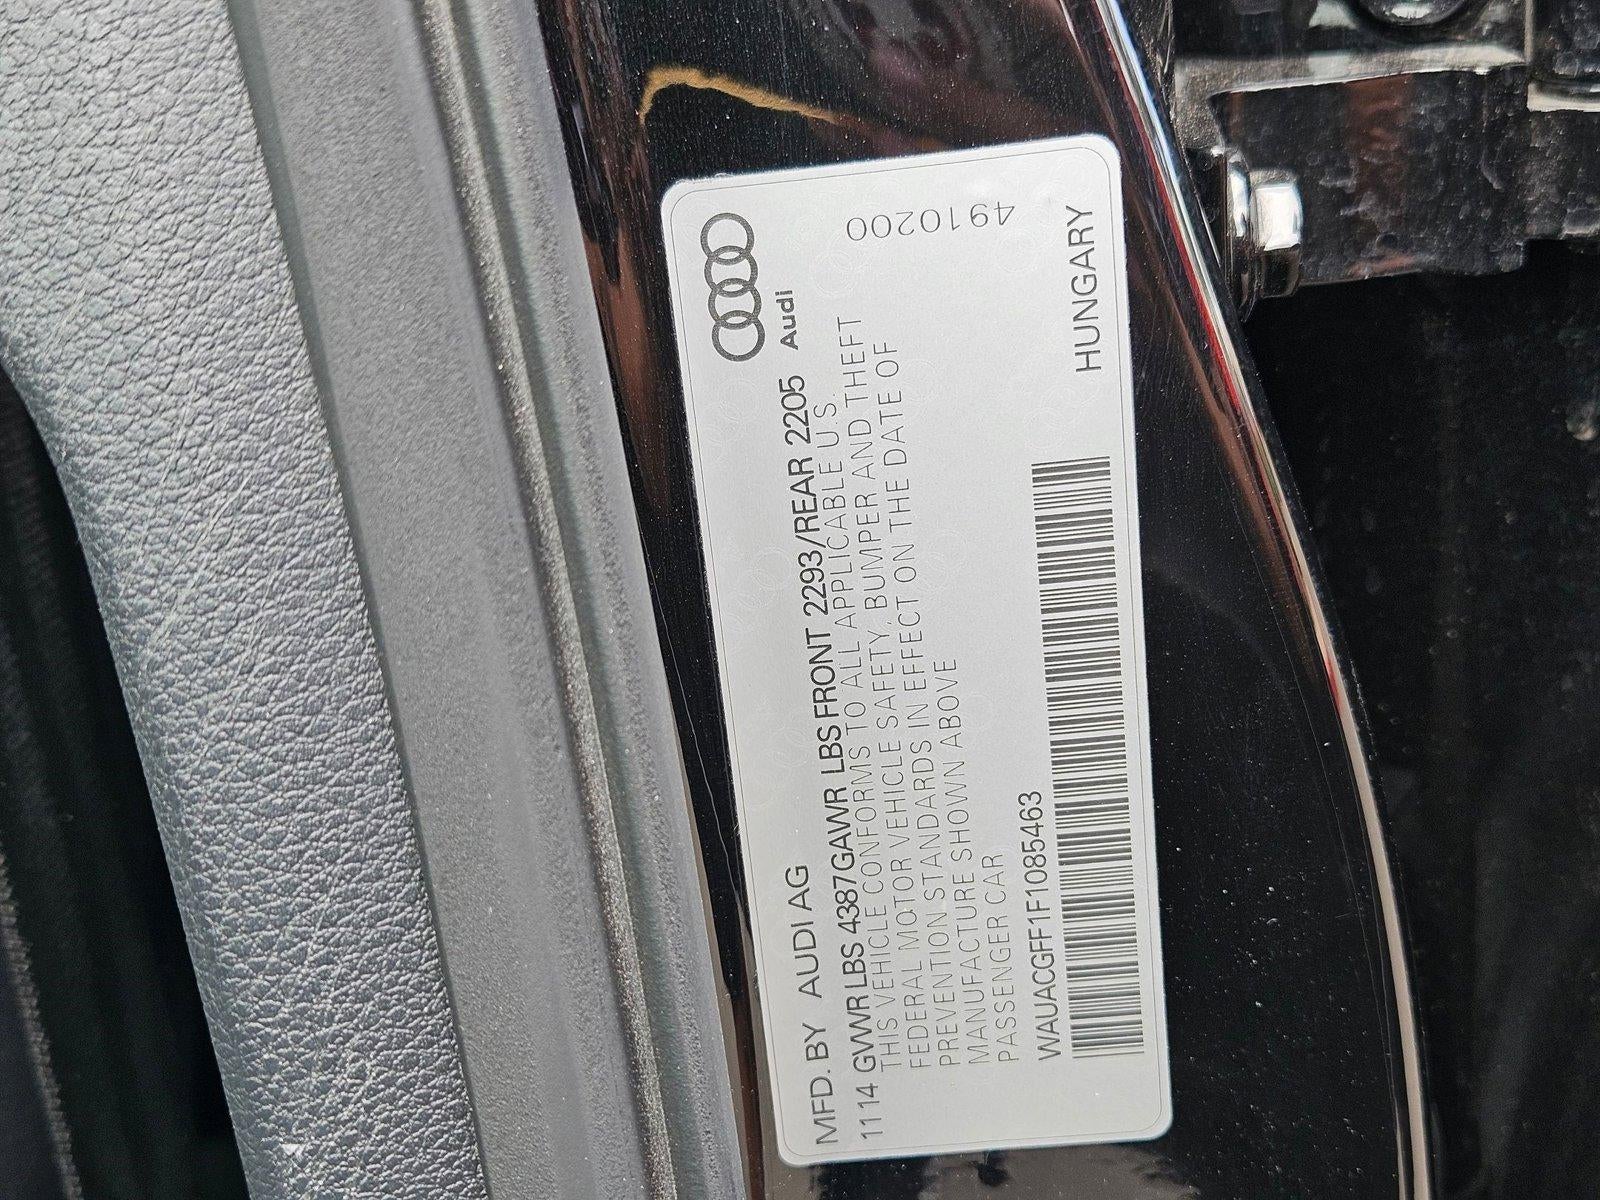 Audi
MFD. BY AUDI AG
11 14 GVWR LBS 4387 GAWR LBS FRONT 2293/REAR 2205
THIS VEHICLE CONFORMS TO ALL APPLICABLE U.S.
FEDERAL MOTOR VEHICLE SAFETY, BUMPER AND THEFT
PREVENTION STANDARDS IN EFFECT ON THE DATE OF
MANUFACTURE SHOWN ABOVE
PASSENGER CAR
WAUACGFF1F1085463
HUNGARY
4910200